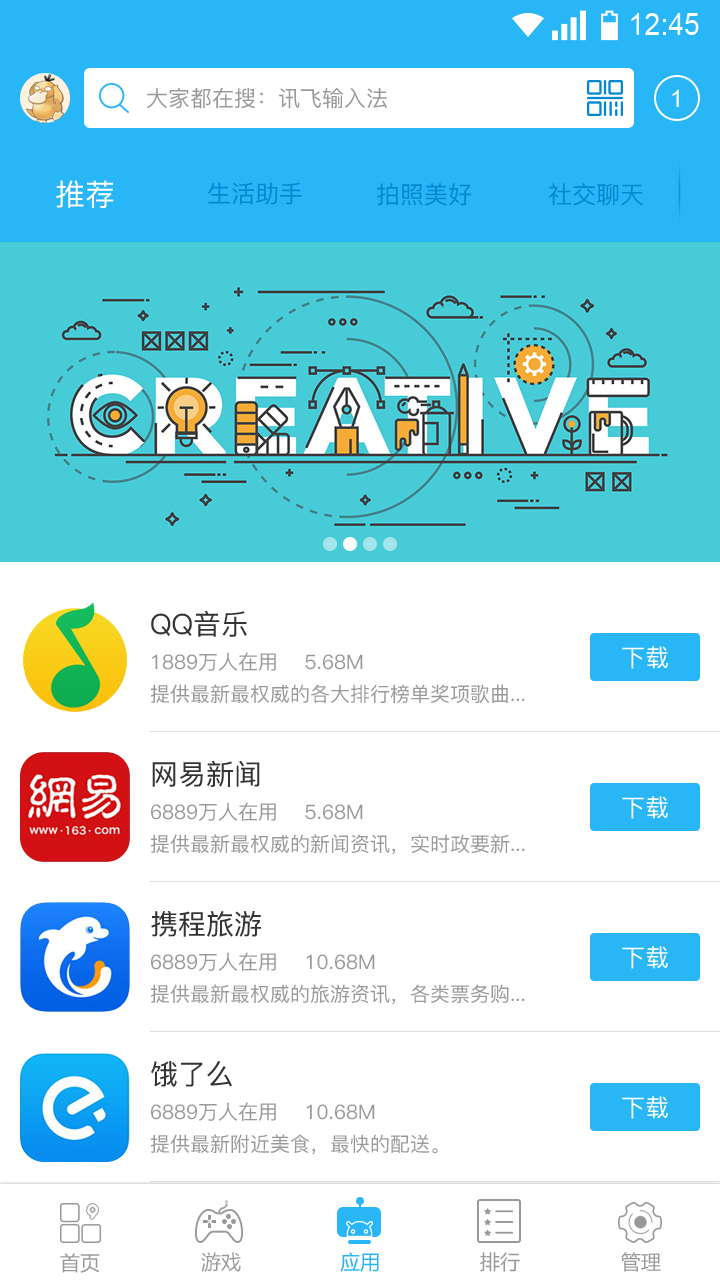 12:45
大家都在搜：讯飞输入法
1
推荐 生活助手 拍照美好 社交聊天
CREATIVE
QQ音乐
1889万人在用 5.68M
下载
提供最新最权威的各大排行榜单奖项歌曲...
網易
www·163·com
网易新闻
6889万人在用 5.68M
下载
提供最新最权威的新闻资讯，实时政要新...
携程旅游
6889万人在用 10.68M
下载
提供最新最权威的旅游资讯，各类票务购...
饿了么
6889万人在用 10.68M
下载
提供最新附近美食，最快的配送。
首页 游戏 应用 排行 管理